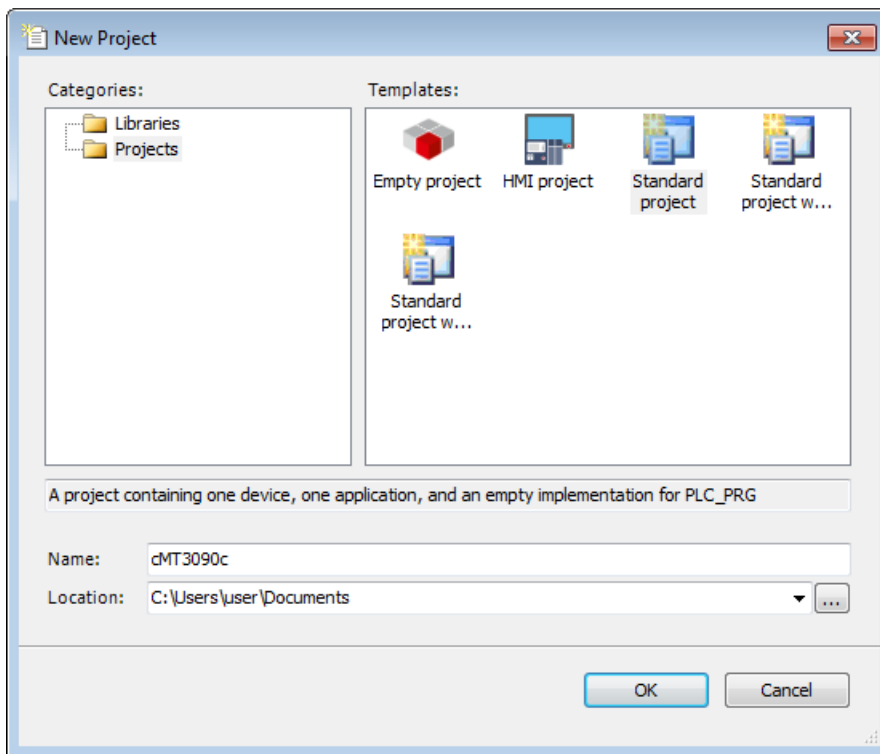 New Project
Categories:
Templates:
Libraries
Projects
Empty project
HMI project
Standard
project
Standard
project w...
Standard
project w...
A project containing one device, one application, and an empty implementation for PLC_PRG
Name:
cMT3090c
Location:
C:\Users\user\Documents
...
OK
Cancel